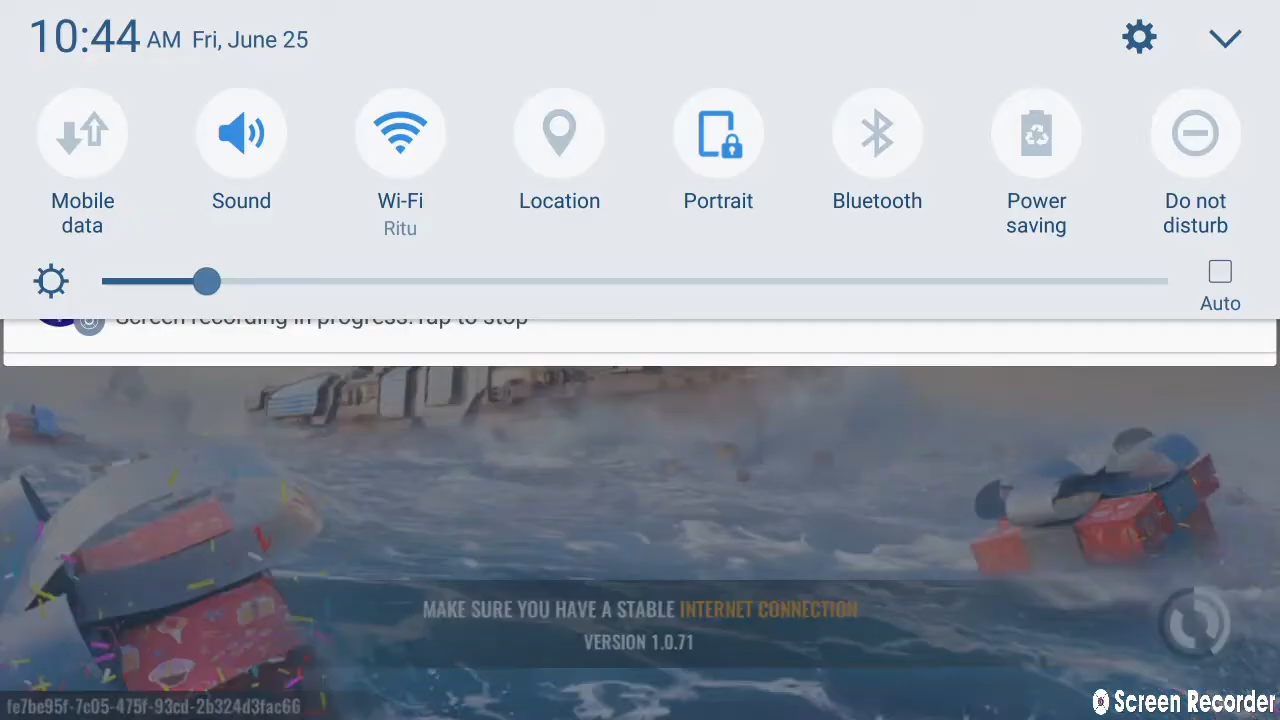 10:44 AM Fri, June 25
Mobile data
Sound
Wi-Fi
Ritu
Location
Portrait
Bluetooth
Power saving
Do not disturb
Auto
Screen recording in progress.Tap to stop
MAKE SURE YOU HAVE A STABLE INTERNET CONNECTION
VERSION 1.0.71
fe7be95f-7c05-475f-93cd-2b324d3fac66
Screen Recorder